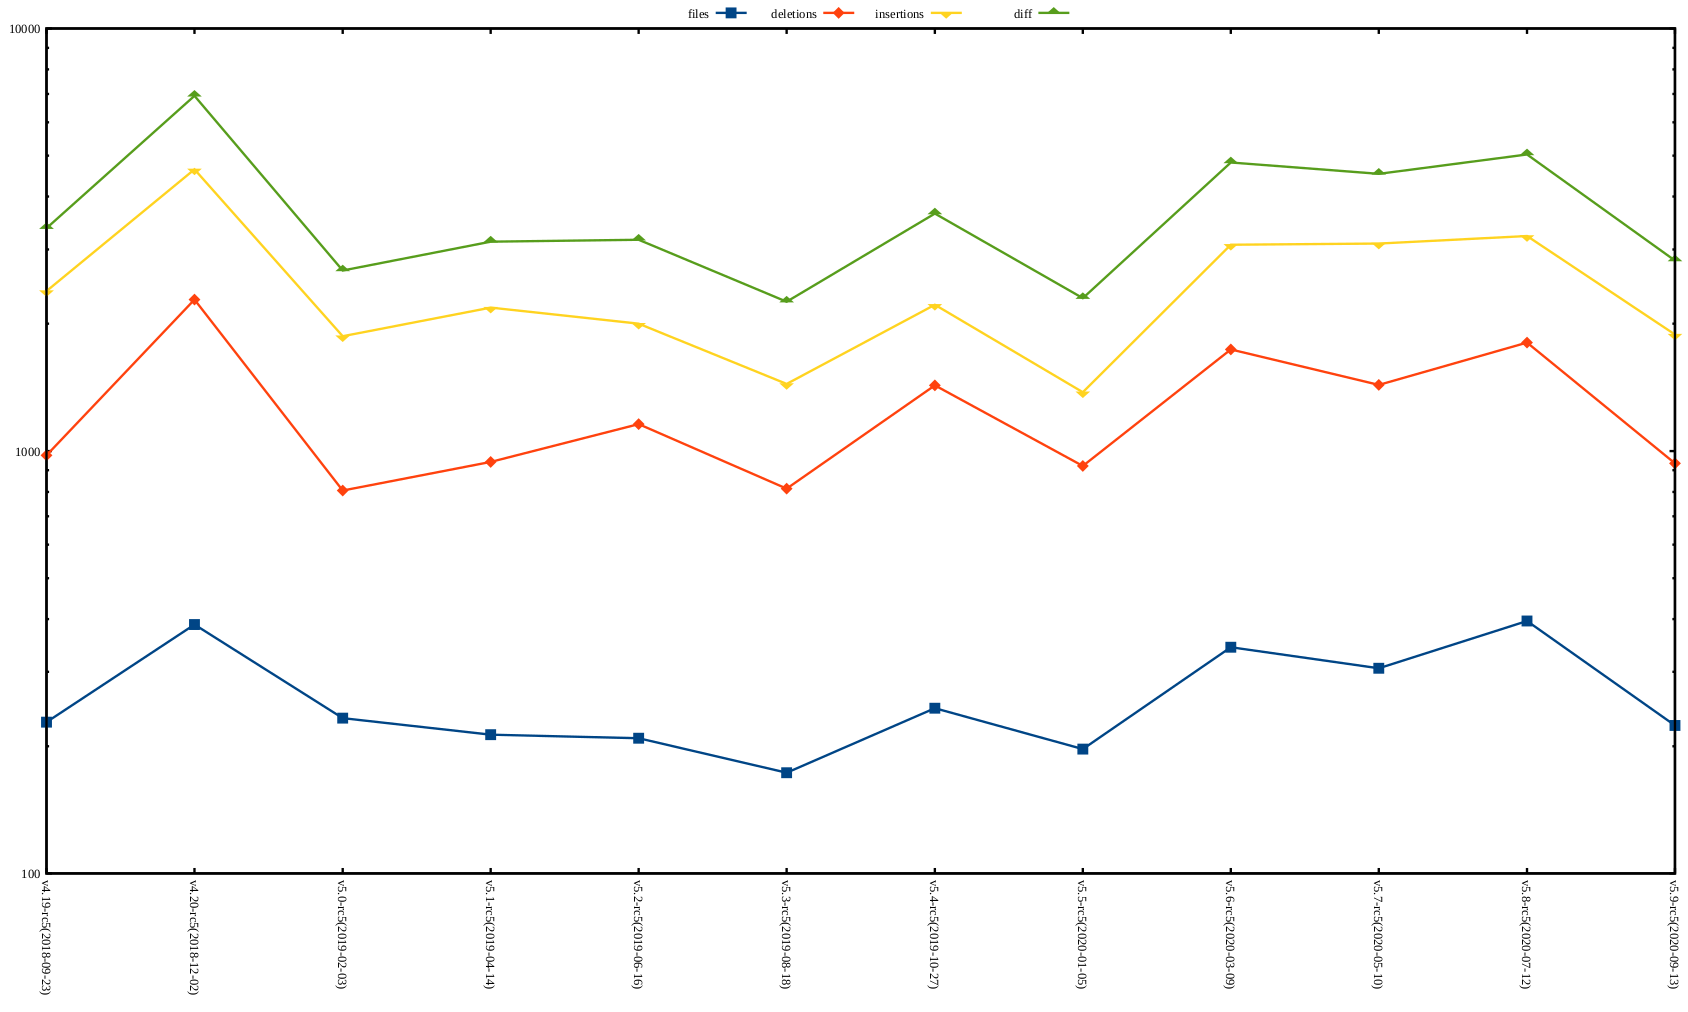 files deletions insertions diff
10000
1000
100
v4.19-rc5(2018-09-23)
v4.20-rc5(2018-12-02)
v5.0-rc5(2019-02-03)
v5.1-rc5(2019-04-14)
v5.2-rc5(2019-06-16)
v5.3-rc5(2019-08-18)
v5.4-rc5(2019-10-27)
v5.5-rc5(2020-01-05)
v5.6-rc5(2020-03-09)
v5.7-rc5(2020-05-10)
v5.8-rc5(2020-07-12)
v5.9-rc5(2020-09-13)